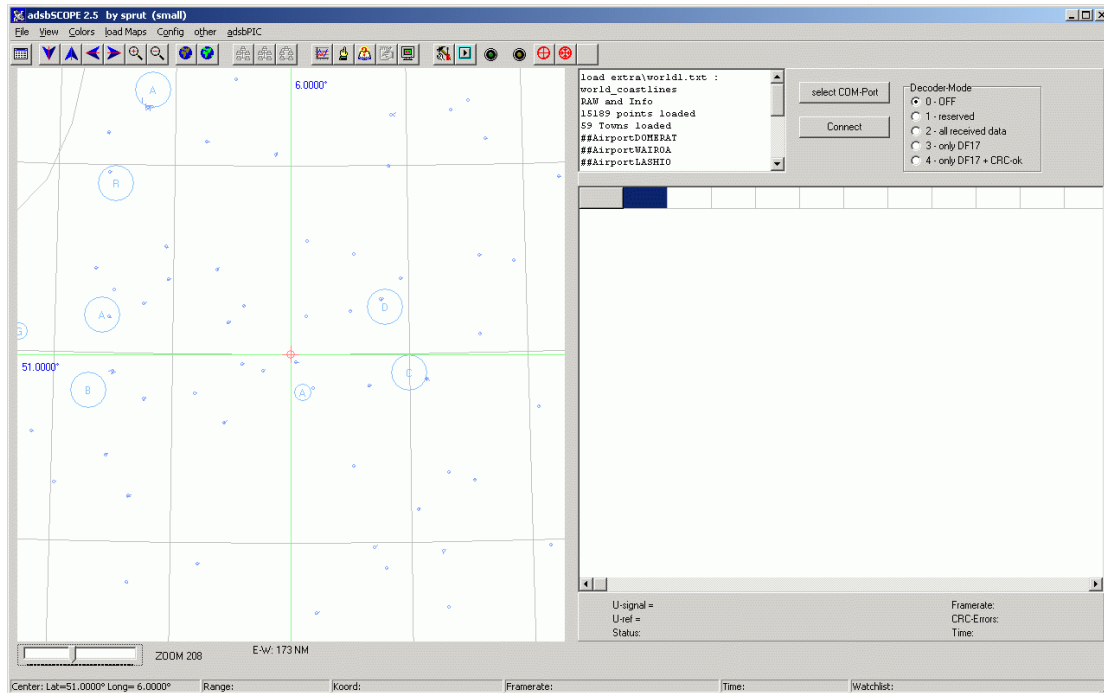 adsbSCOPE 2.5 by sprut (small)
File View Colors load Maps Config other adsbPIC
6.0000°
A
R
A
G
D
51.0000°
B
C
A
load extra\worldl.txt :
world_coastlines
RAW and Info
15189 points loaded
59 Towns loaded
##AirportDOMERAT
##AirportWAIROA
##AirportLASHIO
select COM-Port
Connect
Decoder-Mode
0 - OFF
1 - reserved
2 - all received data
3 - only DF17
4 - only DF17 + CRC-ok
U-signal =
U-ref =
Status:
Framerate:
CRC-Errors:
Time:
ZOOM 208
E-W: 173 NM
Center: Lat=51.0000° Long= 6.0000°
Range:
Koord:
Framerate:
Time:
Watchlist: